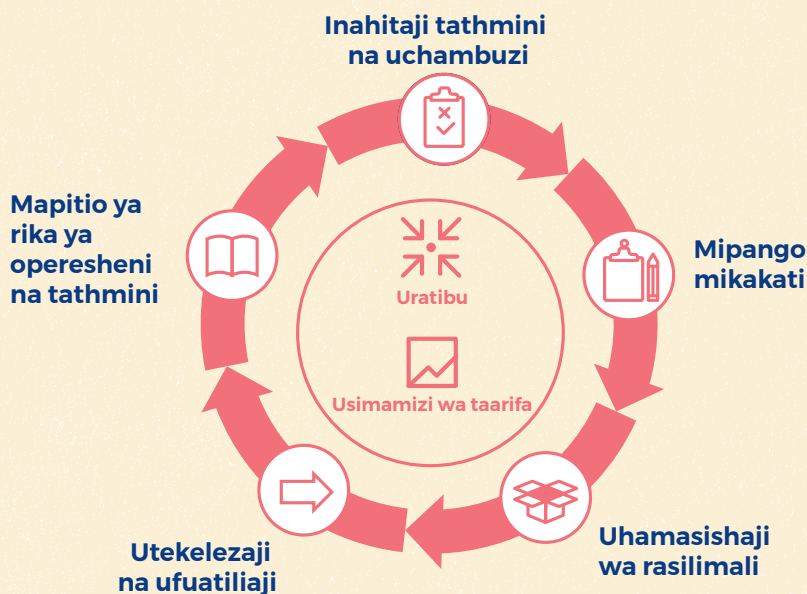 Inahitaji tathmini
na uchambuzi
Mipango
mikakati
Uhamasishaji
wa rasilimali
Utekelezaji
na ufuatiliaji
Mapitio ya
rika ya
operesheni
na tathmini
Uratibu
Usimamizi wa taarifa